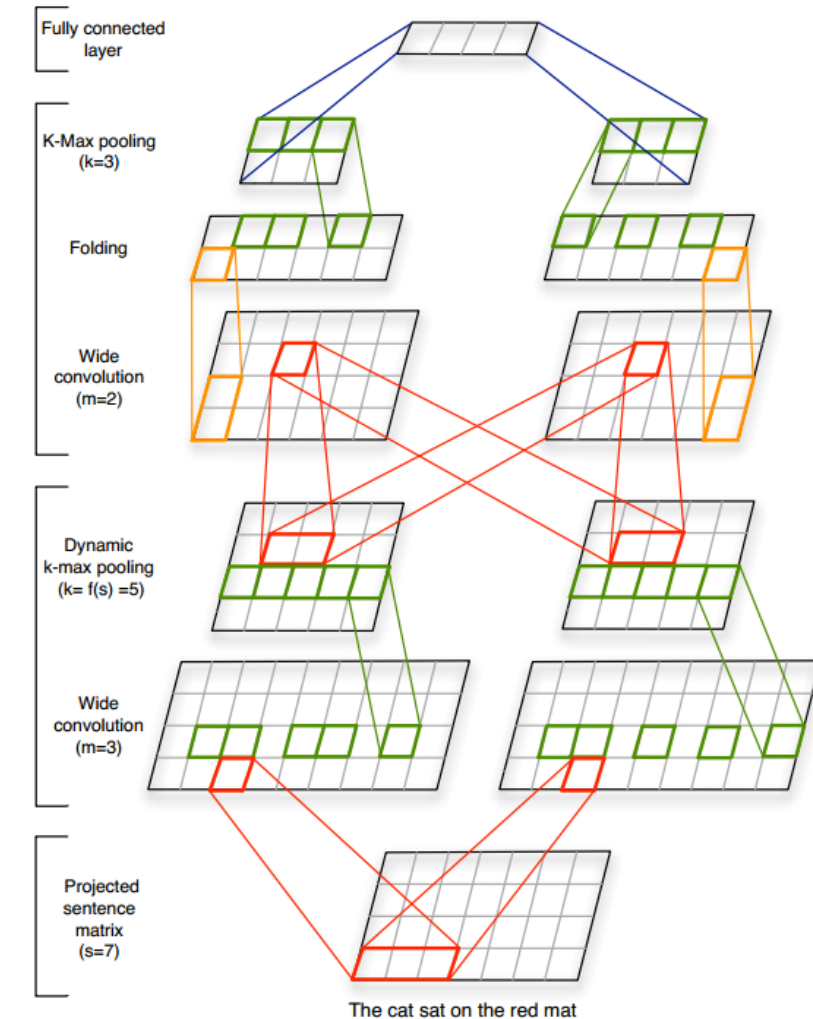 Fully connected
layer
K-Max pooling
(k=3)
Folding
Wide
convolution
(m=2)
Dynamic
k-max pooling
(k= f(s) =5)
Wide
convolution
(m=3)
Projected
sentence
matrix
(s=7)
The cat sat on the red mat